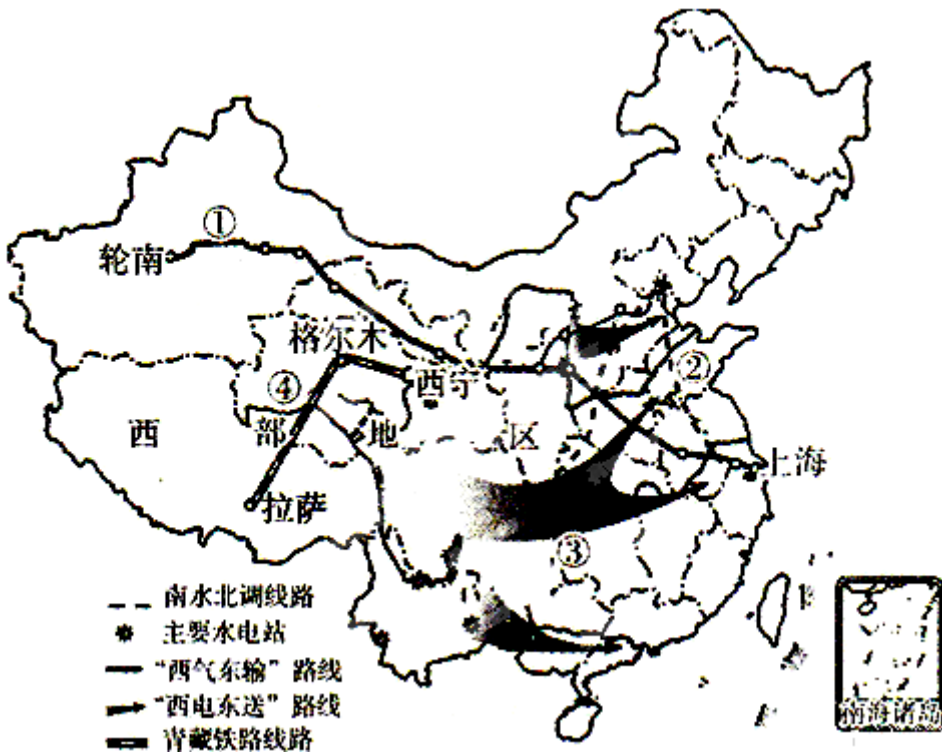 ①
轮南
格尔木
②
西宁
④
西 部 地 区
上海
拉萨
③
南水北调线路
主要水电站
“西气东输”路线
“西电东送”路线
青藏铁路线路
南海诸岛